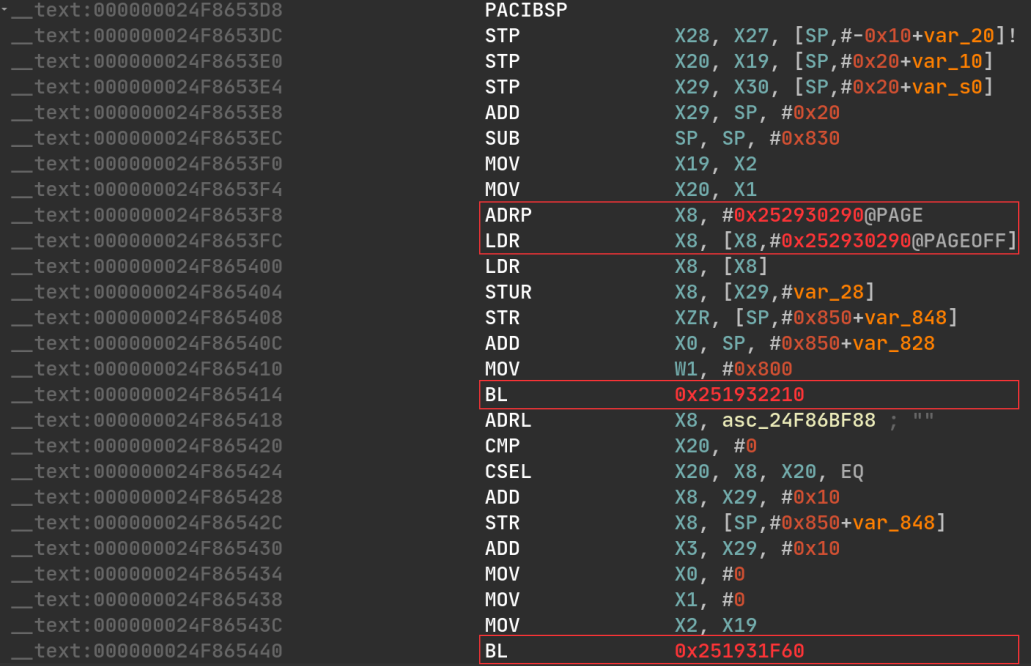 __text:000000024F8653D8 PACIBSP
__text:000000024F8653DC STP X28, X27, [SP,#-0x10+var_20]!
__text:000000024F8653E0 STP X20, X19, [SP,#0x20+var_10]
__text:000000024F8653E4 STP X29, X30, [SP,#0x20+var_s0]
__text:000000024F8653E8 ADD X29, SP, #0x20
__text:000000024F8653EC SUB SP, SP, #0x830
__text:000000024F8653F0 MOV X19, X2
__text:000000024F8653F4 MOV X20, X1
__text:000000024F8653F8 ADRP X8, #0x252930290@PAGE
__text:000000024F8653FC LDR X8, [X8,#0x252930290@PAGEOFF]
__text:000000024F865400 LDR X8, [X8]
__text:000000024F865404 STUR X8, [X29,#var_28]
__text:000000024F865408 STR XZR, [SP,#0x850+var_848]
__text:000000024F86540C ADD X0, SP, #0x850+var_828
__text:000000024F865410 MOV W1, #0x800
__text:000000024F865414 BL 0x251932210
__text:000000024F865418 ADRL X8, asc_24F86BF88 ; ""
__text:000000024F865420 CMP X20, #0
__text:000000024F865424 CSEL X20, X8, X20, EQ
__text:000000024F865428 ADD X8, X29, #0x10
__text:000000024F86542C STR X8, [SP,#0x850+var_848]
__text:000000024F865430 ADD X3, X29, #0x10
__text:000000024F865434 MOV X0, #0
__text:000000024F865438 MOV X1, #0
__text:000000024F86543C MOV X2, X19
__text:000000024F865440 BL 0x251931F60